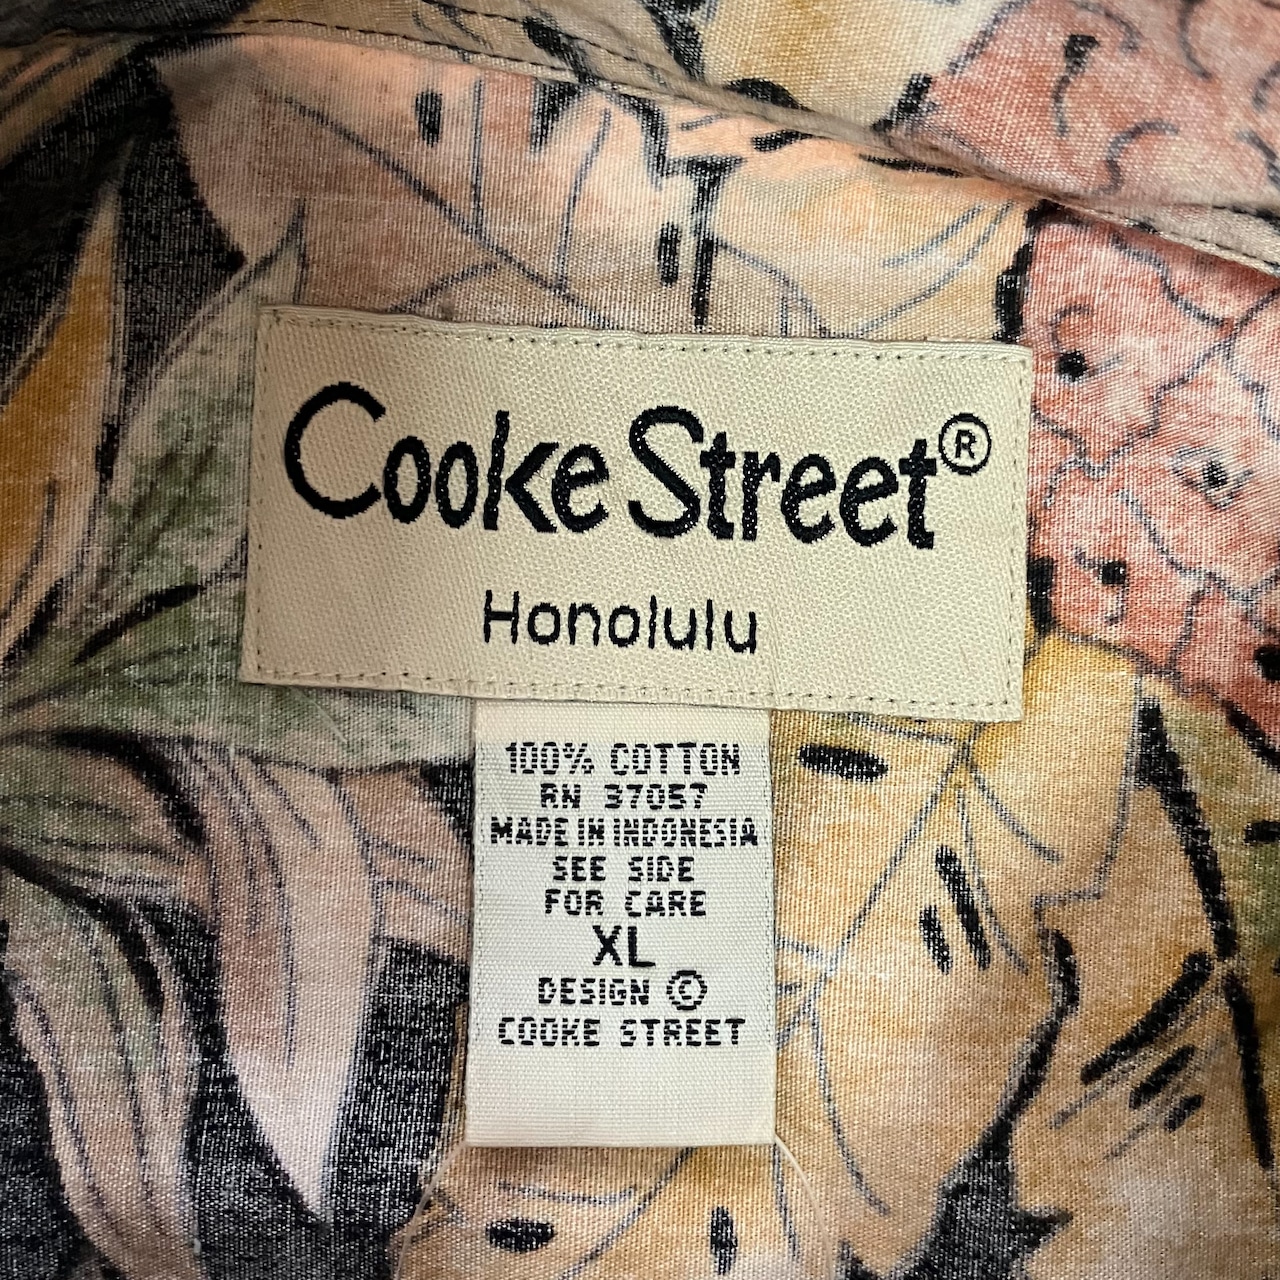 Cooke Street®
Honolulu
100% COTTON
RN 37057
MADE IN INDONESIA
SEE SIDE
FOR CARE
XL
DESIGN ©
COOKE STREET